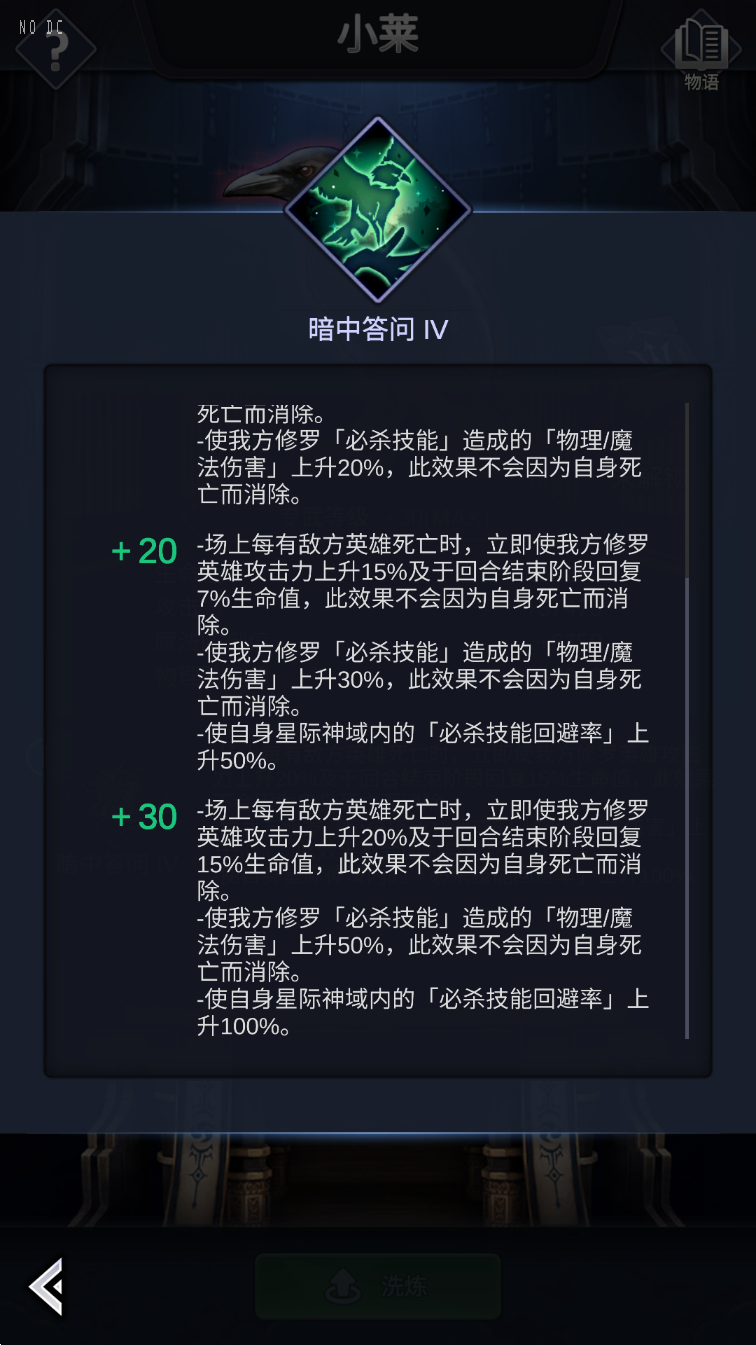 NO DC
?
小莱
物语
暗中答问 IV
死亡而消除。
-使我方修罗「必杀技能」造成的「物理/魔
法伤害」上升20%，此效果不会因为自身死
亡而消除。
+20
-场上每有敌方英雄死亡时，立即使我方修罗
英雄攻击力上升15%及于回合结束阶段回复
7%生命值，此效果不会因为自身死亡而消
除。
-使我方修罗「必杀技能」造成的「物理/魔
法伤害」上升30%，此效果不会因为自身死
亡而消除。
-使自身星际神域内的「必杀技能回避率」上
升50%。
+30
-场上每有敌方英雄死亡时，立即使我方修罗
英雄攻击力上升20%及于回合结束阶段回复
15%生命值，此效果不会因为自身死亡而消
除。
-使我方修罗「必杀技能」造成的「物理/魔
法伤害」上升50%，此效果不会因为自身死
亡而消除。
-使自身星际神域内的「必杀技能回避率」上
升100%。
洗炼